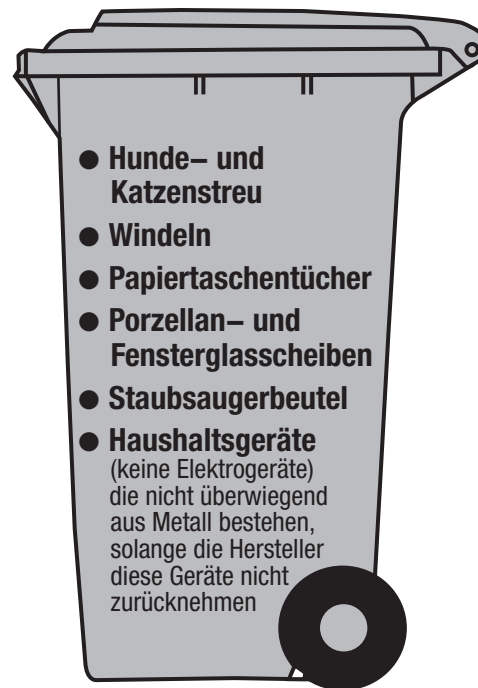 ● Hunde– und
Katzenstreu
● Windeln
● Papiertaschentücher
● Porzellan– und
Fensterglasscheiben
● Staubsaugerbeutel
● Haushaltsgeräte
(keine Elektrogeräte)
die nicht überwiegend
aus Metall bestehen,
solange die Hersteller
diese Geräte nicht
zurücknehmen